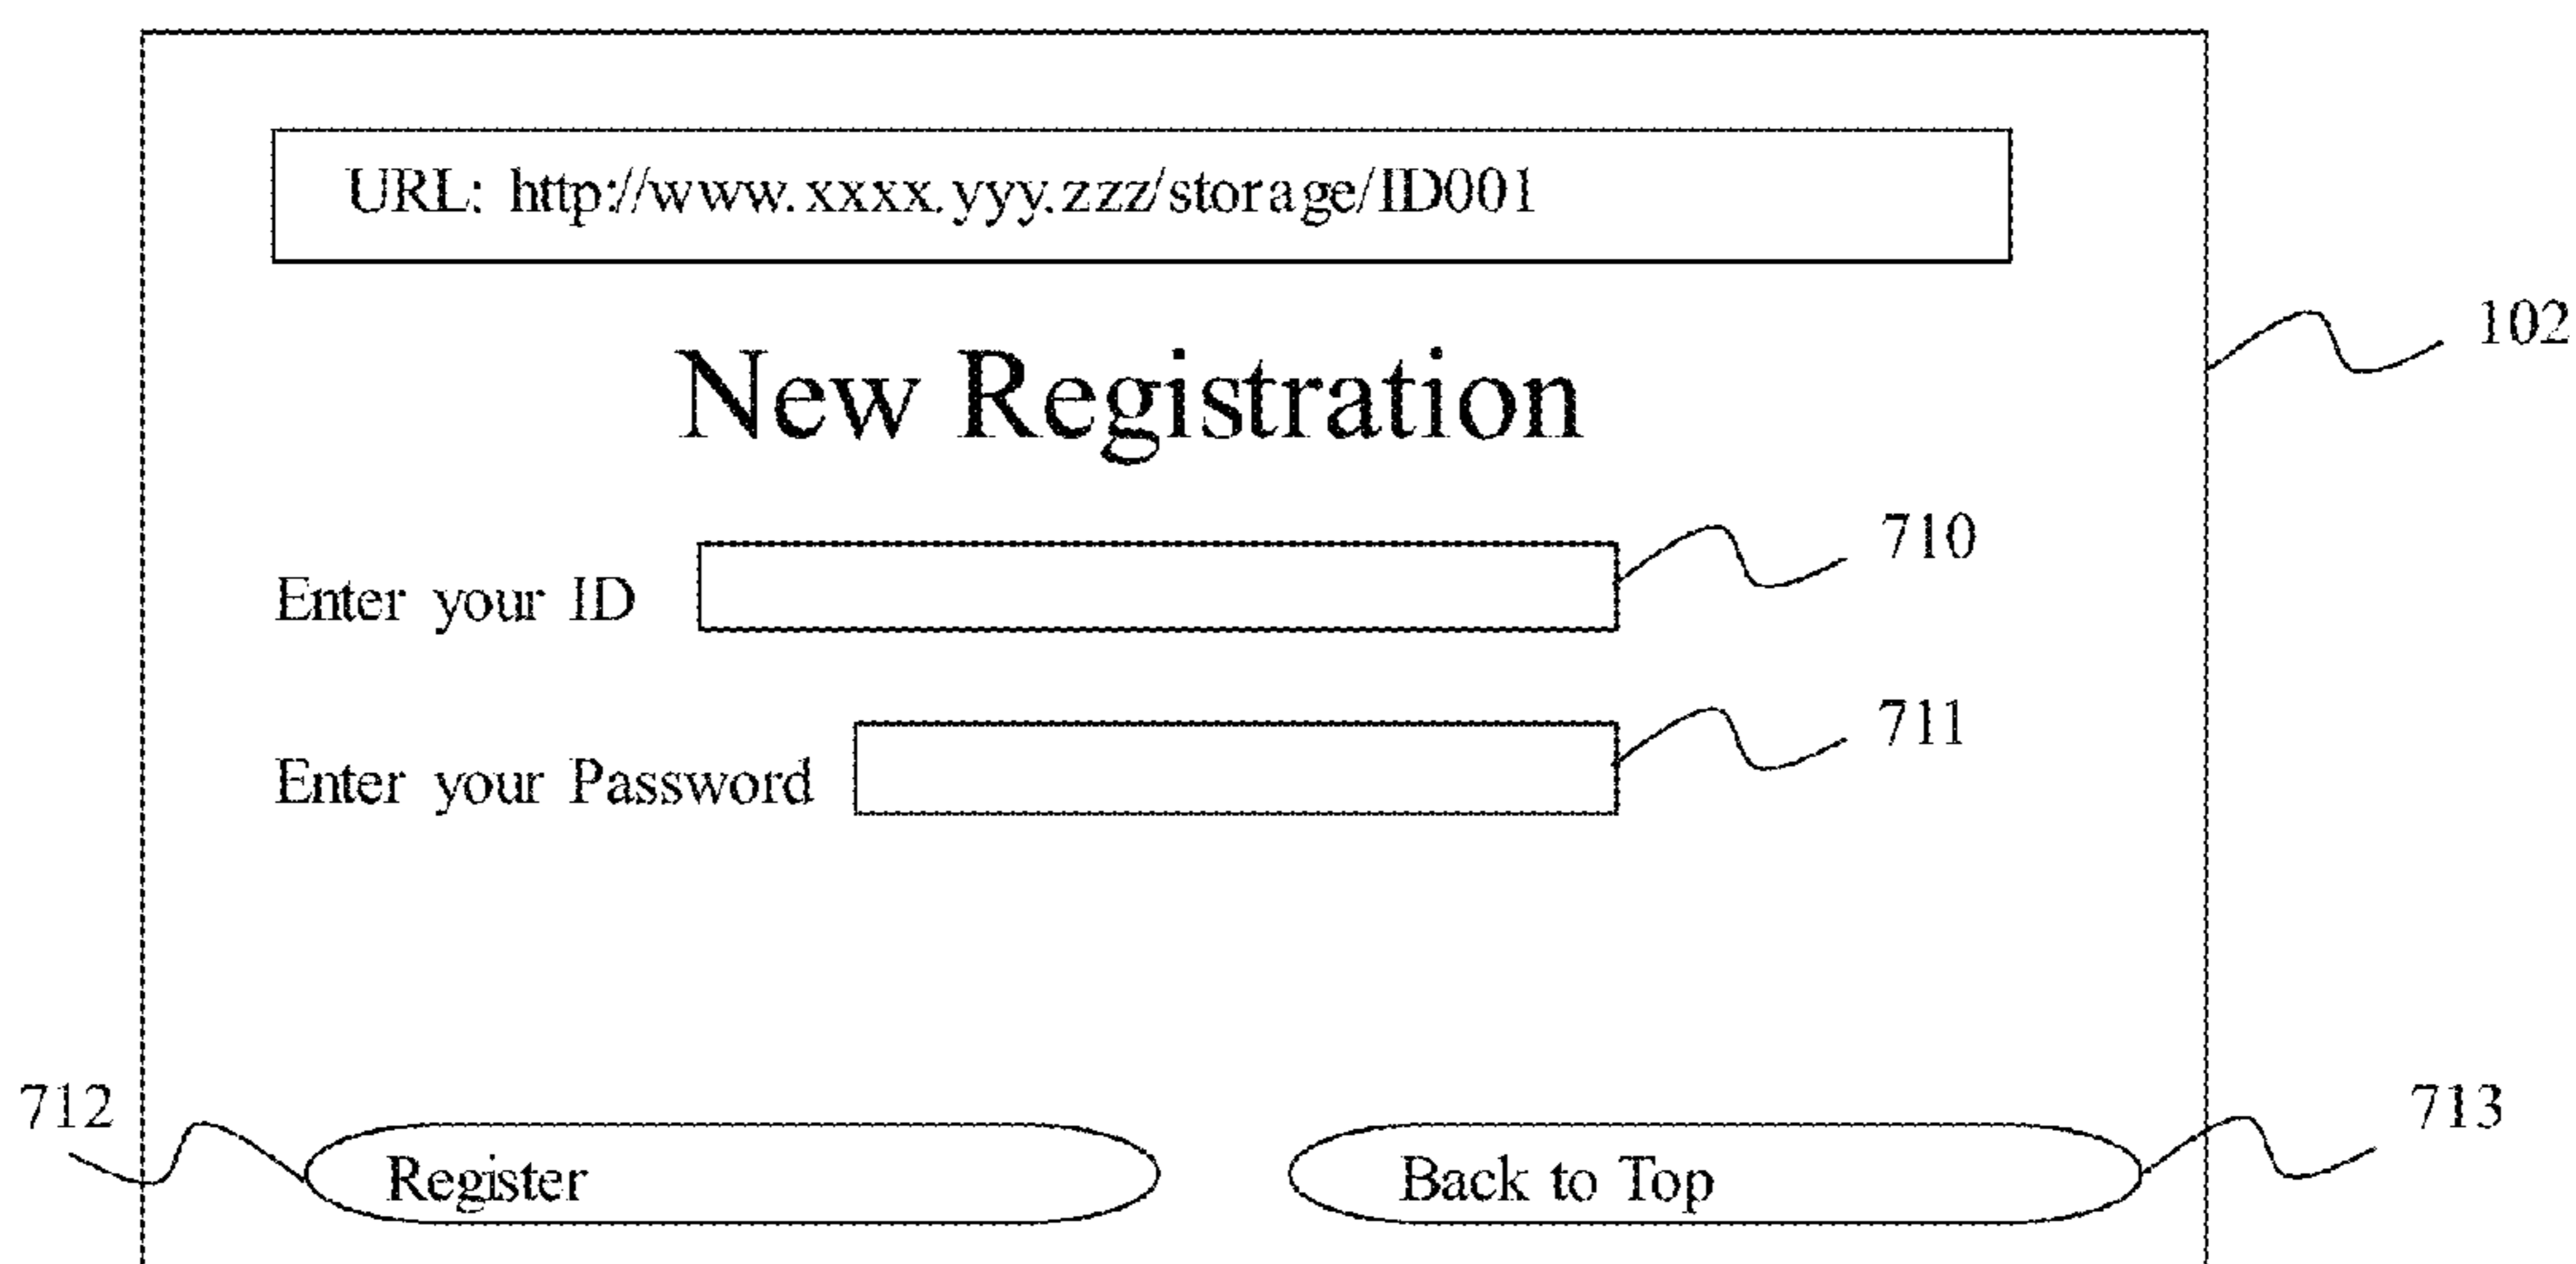 URL: http://www.xxxx.yyy.zzz/storage/ID001
102
New Registration
710
Enter your ID
711
Enter your Password
712
713
Register
Back to Top